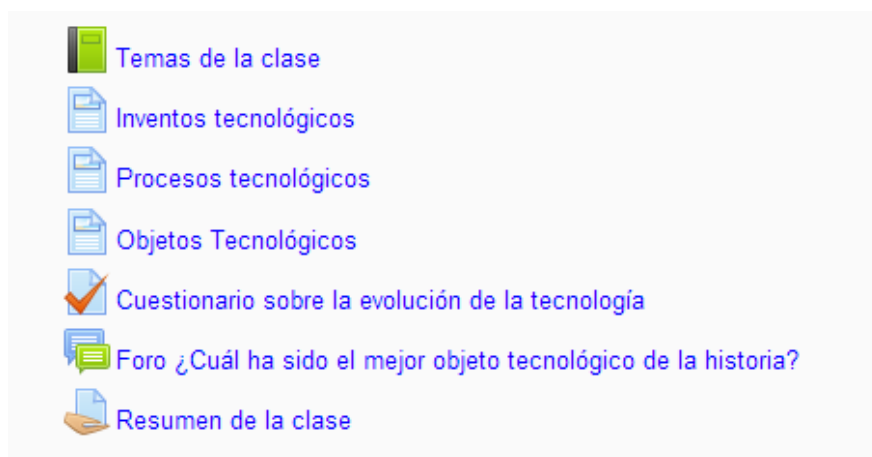 Temas de la clase
Inventos tecnológicos
Procesos tecnológicos
Objetos Tecnológicos
Cuestionario sobre la evolución de la tecnología
Foro ¿Cuál ha sido el mejor objeto tecnológico de la historia?
Resumen de la clase